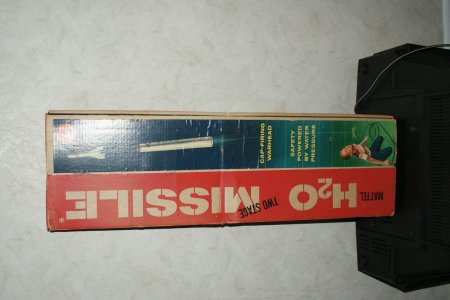 MATTEL
H2O MISSILE*
TWO STAGE
SAFETY
POWERED
BY WATER
PRESSURE
CAP-FIRING
WARHEAD